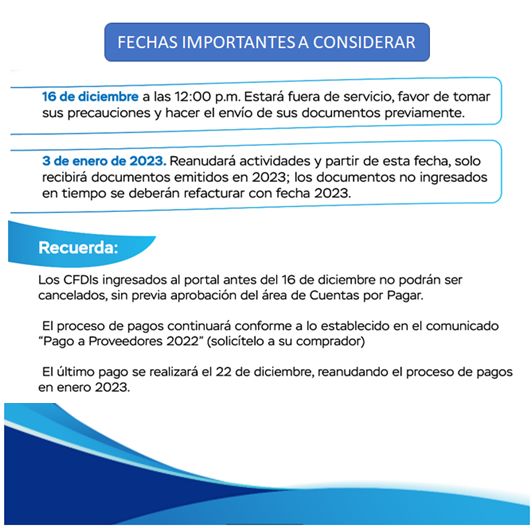 FECHAS IMPORTANTES A CONSIDERAR
16 de diciembre a las 12:00 p.m. Estará fuera de servicio, favor de tomar
sus precauciones y hacer el envío de sus documentos previamente.
3 de enero de 2023. Reanudará actividades y partir de esta fecha, solo
recibirá documentos emitidos en 2023; los documentos no ingresados
en tiempo se deberán refacturar con fecha 2023.
Recuerda:
Los CFDIs ingresados al portal antes del 16 de diciembre no podrán ser
cancelados, sin previa aprobación del área de Cuentas por Pagar.
El proceso de pagos continuará conforme a lo establecido en el comunicado
“Pago a Proveedores 2022” (solicítelo a su comprador)
El último pago se realizará el 22 de diciembre, reanudando el proceso de pagos
en enero 2023.